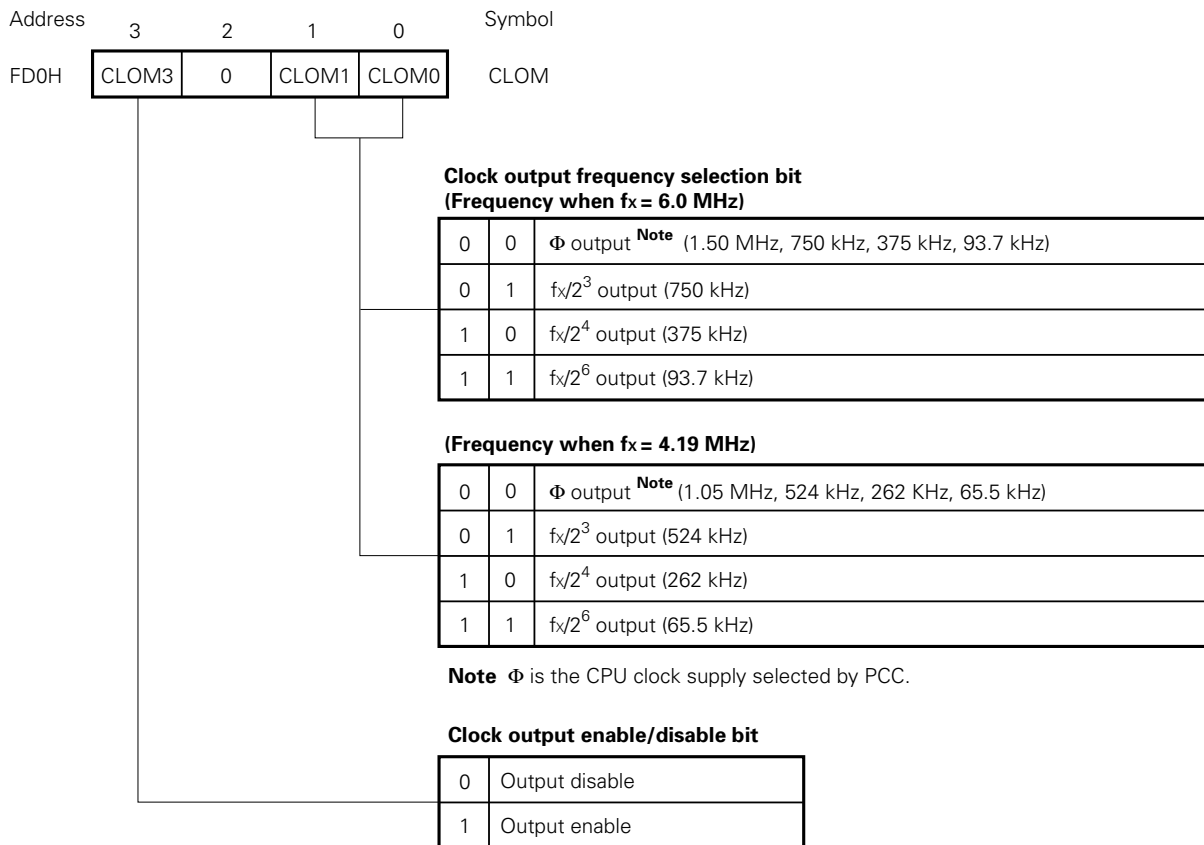 Address 3 2 1 0 Symbol
FD0H CLOM3 0 CLOM1 CLOM0 CLOM
Clock output frequency selection bit
(Frequency when fx = 6.0 MHz)
0 0 Φ output Note (1.50 MHz, 750 kHz, 375 kHz, 93.7 kHz)
0 1 fx/2³ output (750 kHz)
1 0 fx/2⁴ output (375 kHz)
1 1 fx/2⁶ output (93.7 kHz)
(Frequency when fx = 4.19 MHz)
0 0 Φ output Note (1.05 MHz, 524 kHz, 262 KHz, 65.5 kHz)
0 1 fx/2³ output (524 kHz)
1 0 fx/2⁴ output (262 kHz)
1 1 fx/2⁶ output (65.5 kHz)
Note Φ is the CPU clock supply selected by PCC.
Clock output enable/disable bit
0 Output disable
1 Output enable